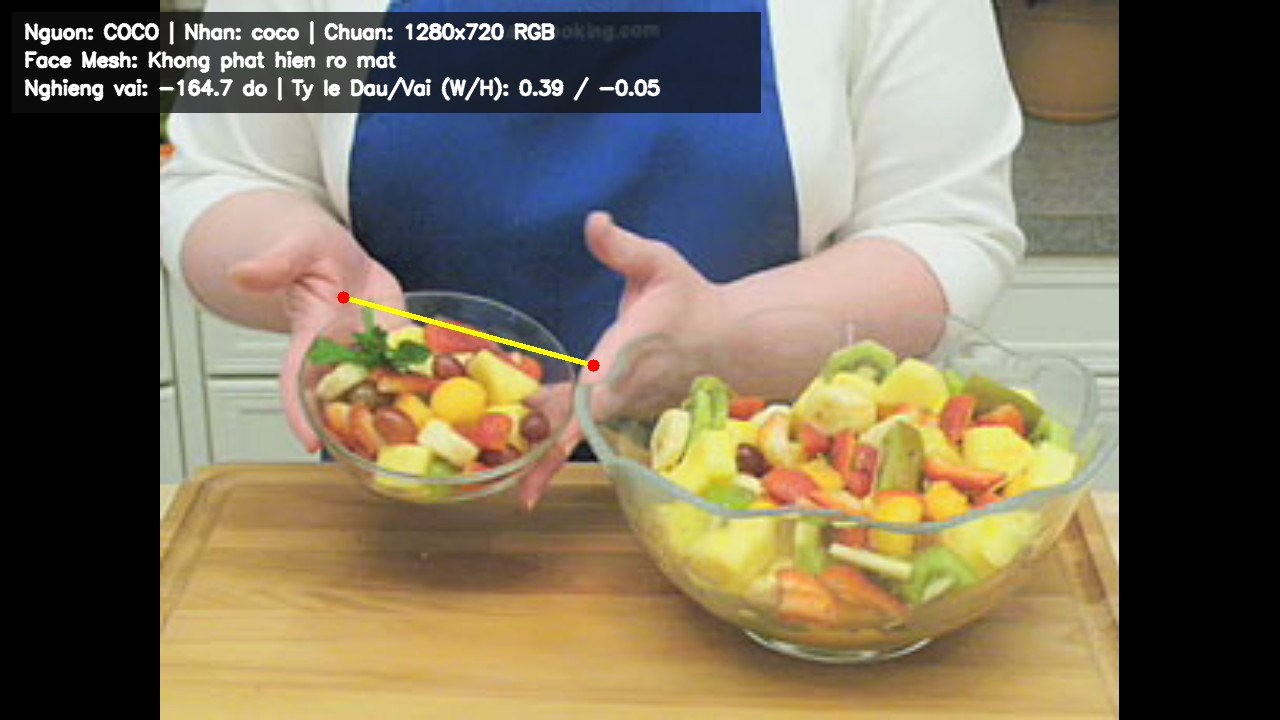 Nguon: COCO | Nhan: coco | Chuan: 1280x720 RGB
Face Mesh: Khong phat hien ro mat
Nghieng vai: -164.7 do | Ty le Dau/Vai (W/H): 0.39 / -0.05